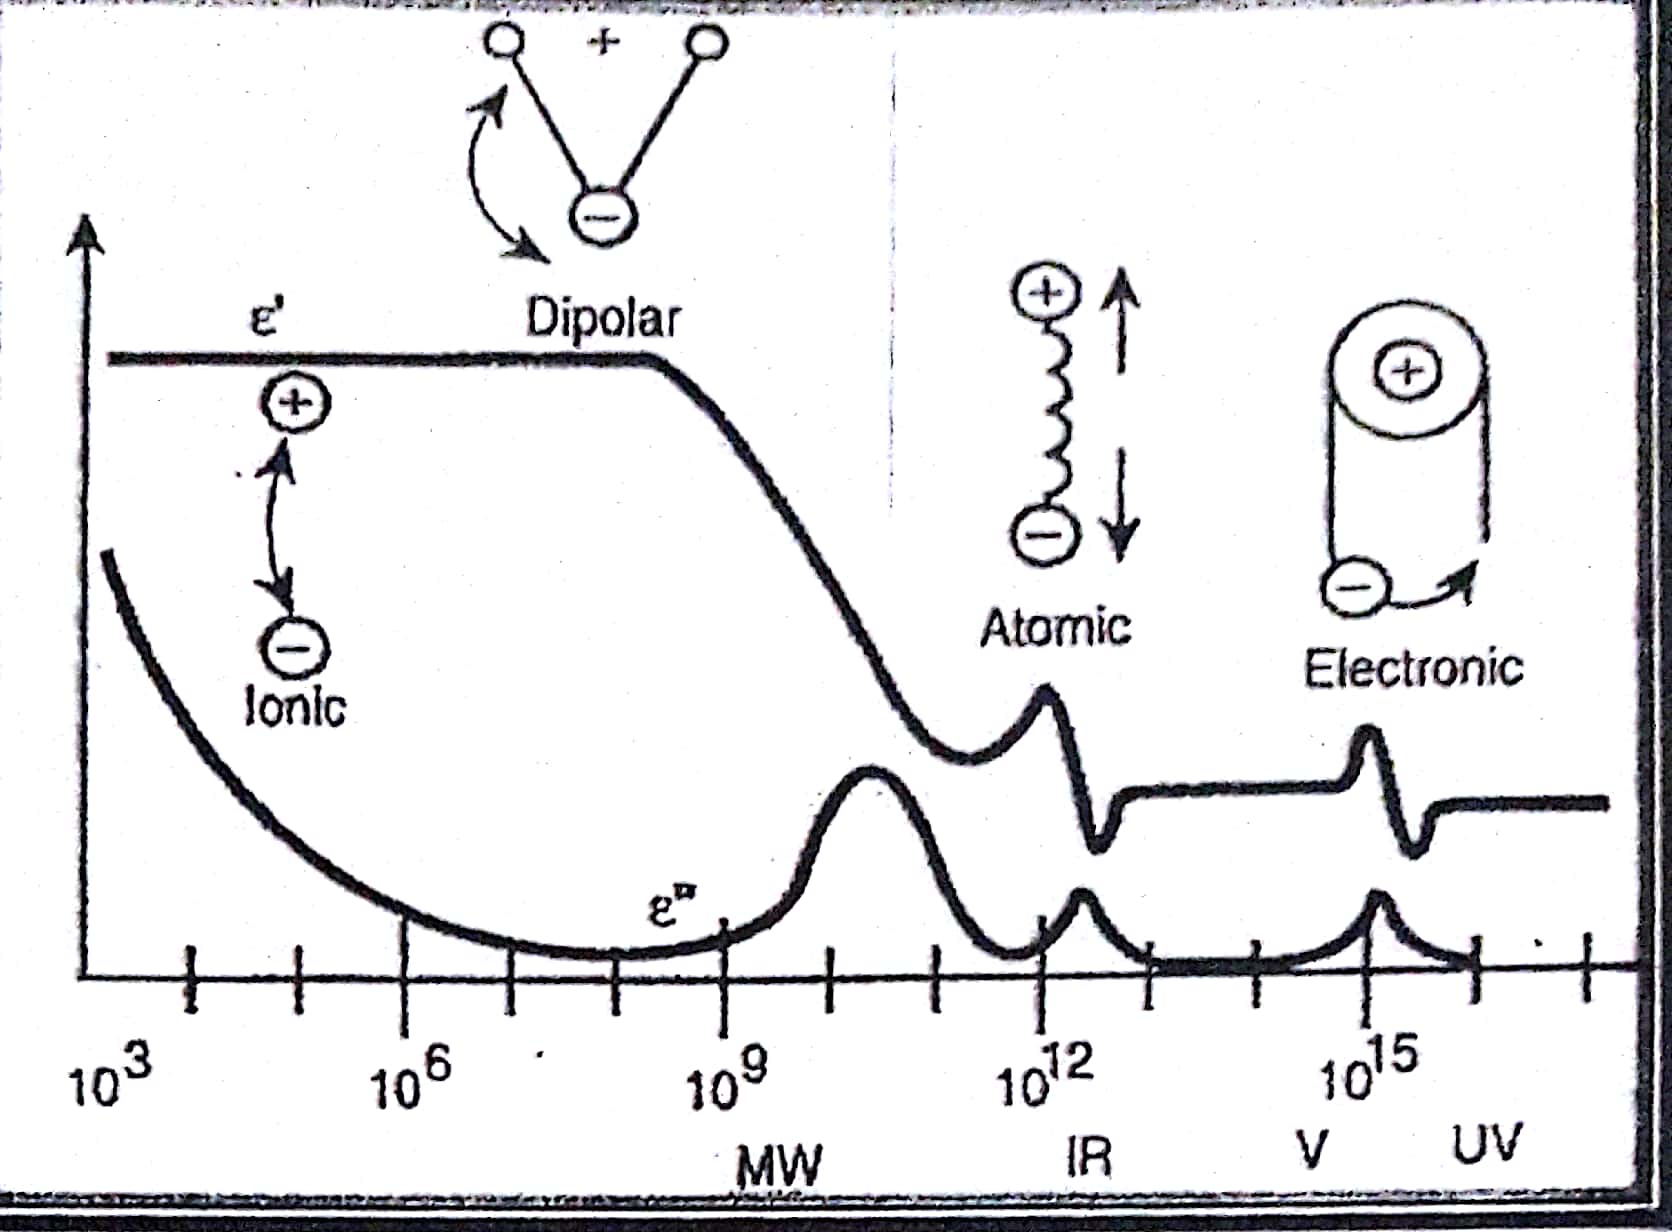 +
−
Dipolar
ε'
+
−
Ionic
+
−
Atomic
+
−
Electronic
ε"
10³ 10⁶ 10⁹ 10¹² 10¹⁵
MW IR V UV